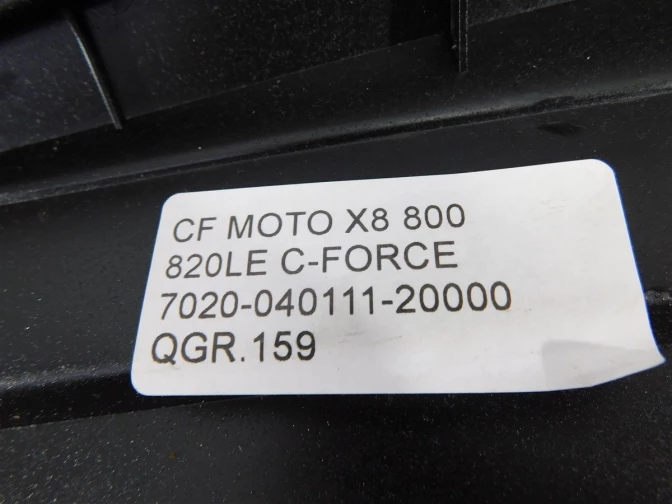 CF MOTO X8 800
820LE C-FORCE
7020-040111-20000
QGR.159